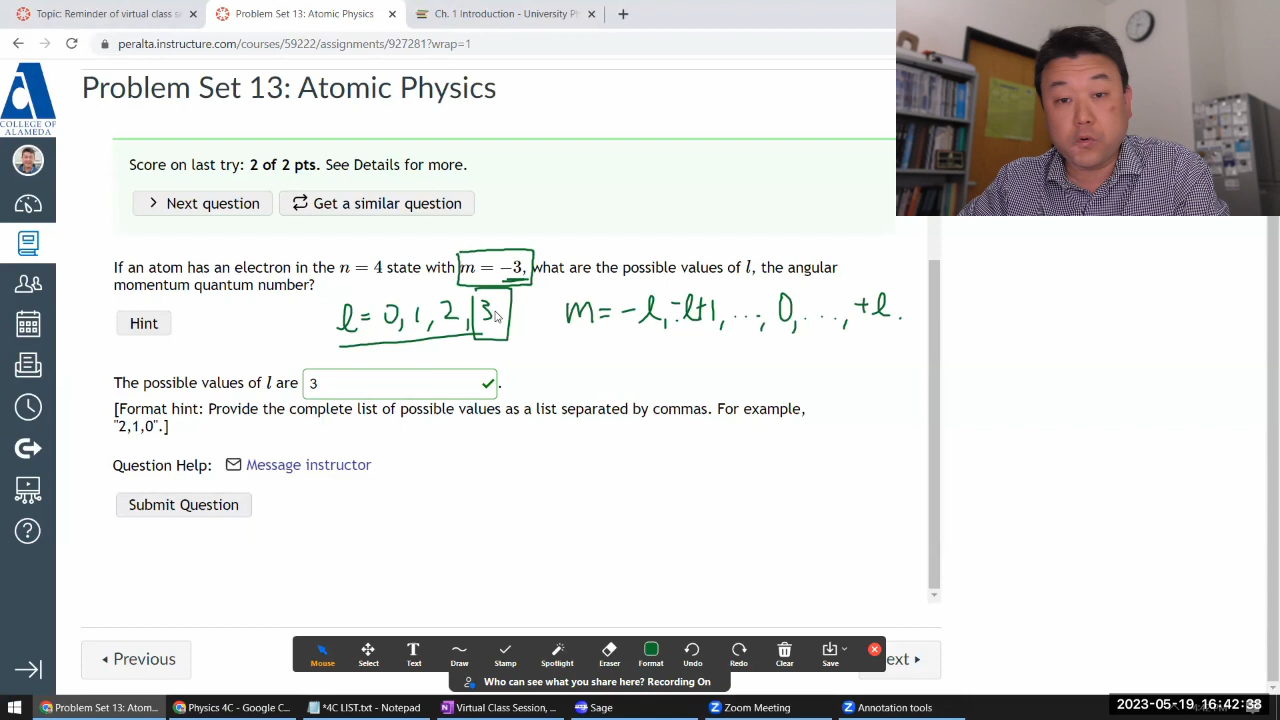 Topic: Reminder of virtual class s
Problem Set 13: Atomic Physics
Ch. 1 Introduction - University Ph
peralta.instructure.com/courses/59222/assignments/927281?wrap=1
COLLEGE OF
ALAMEDA
Problem Set 13: Atomic Physics
Score on last try: 2 of 2 pts. See Details for more.
Next question
Get a similar question
If an atom has an electron in the n = 4 state with m = −3, what are the possible values of l, the angular
momentum quantum number?
l = 0, 1, 2, 3
m = -l, -l+1, ..., 0, ..., +l.
Hint
The possible values of l are 3.
[Format hint: Provide the complete list of possible values as a list separated by commas. For example,
"2,1,0".]
Question Help: Message instructor
Submit Question
Previous
ext
Mouse Select Text Draw Stamp Spotlight Eraser Format Undo Redo Clear Save
Who can see what you share here? Recording On
Problem Set 13: Atom...
Physics 4C - Google C...
*4C LIST.txt - Notepad
Virtual Class Session, ...
Sage
Zoom Meeting
Annotation tools
2023-05-19 16:42:38